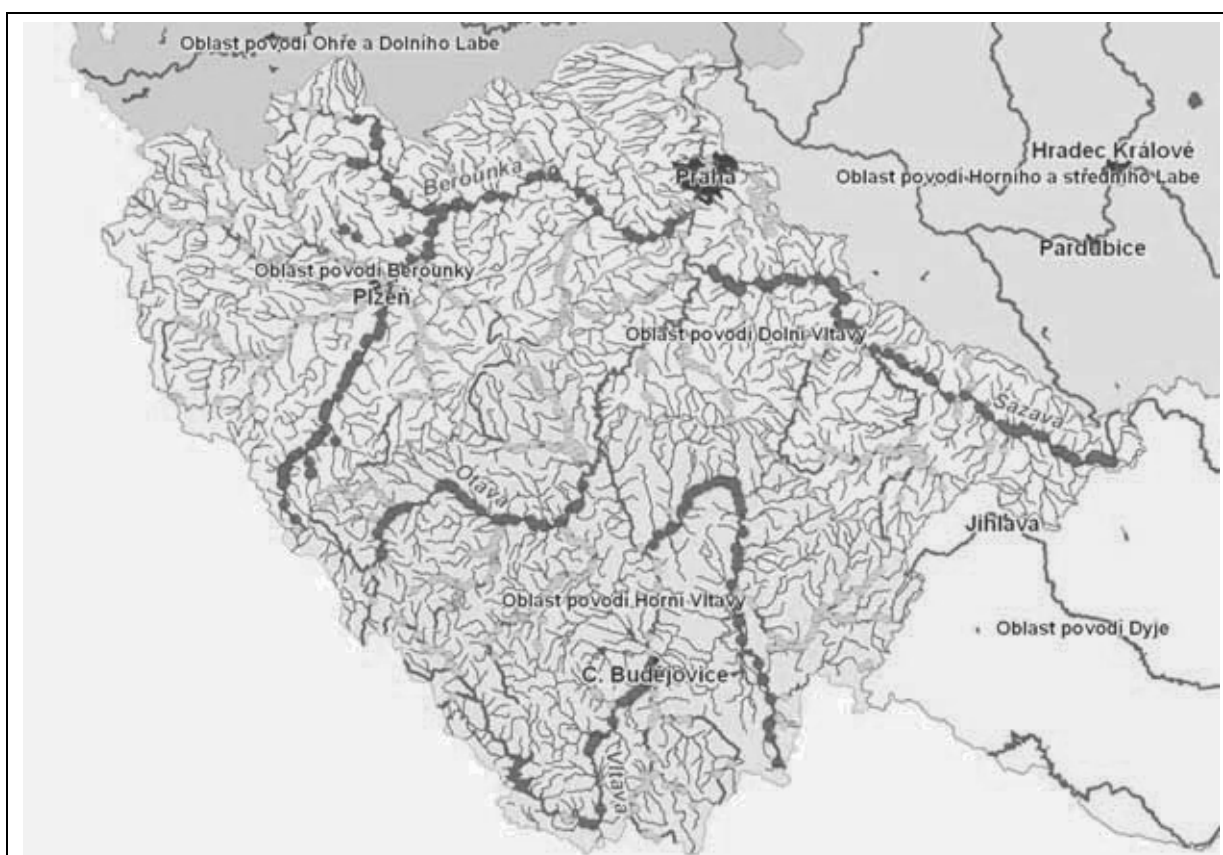 Oblast povodí Ohře a Dolního Labe
Hradec Králové
Praha
Berounka
Oblast povodí Horního a středního Labe
Pardubice
Oblast povodí Berounky
Plzeň
Oblast povodí Dolní Vltavy
Sázava
Otava
Jihlava
Oblast povodí Horní Vltavy
Oblast povodí Dyje
Č. Budějovice
Vltava